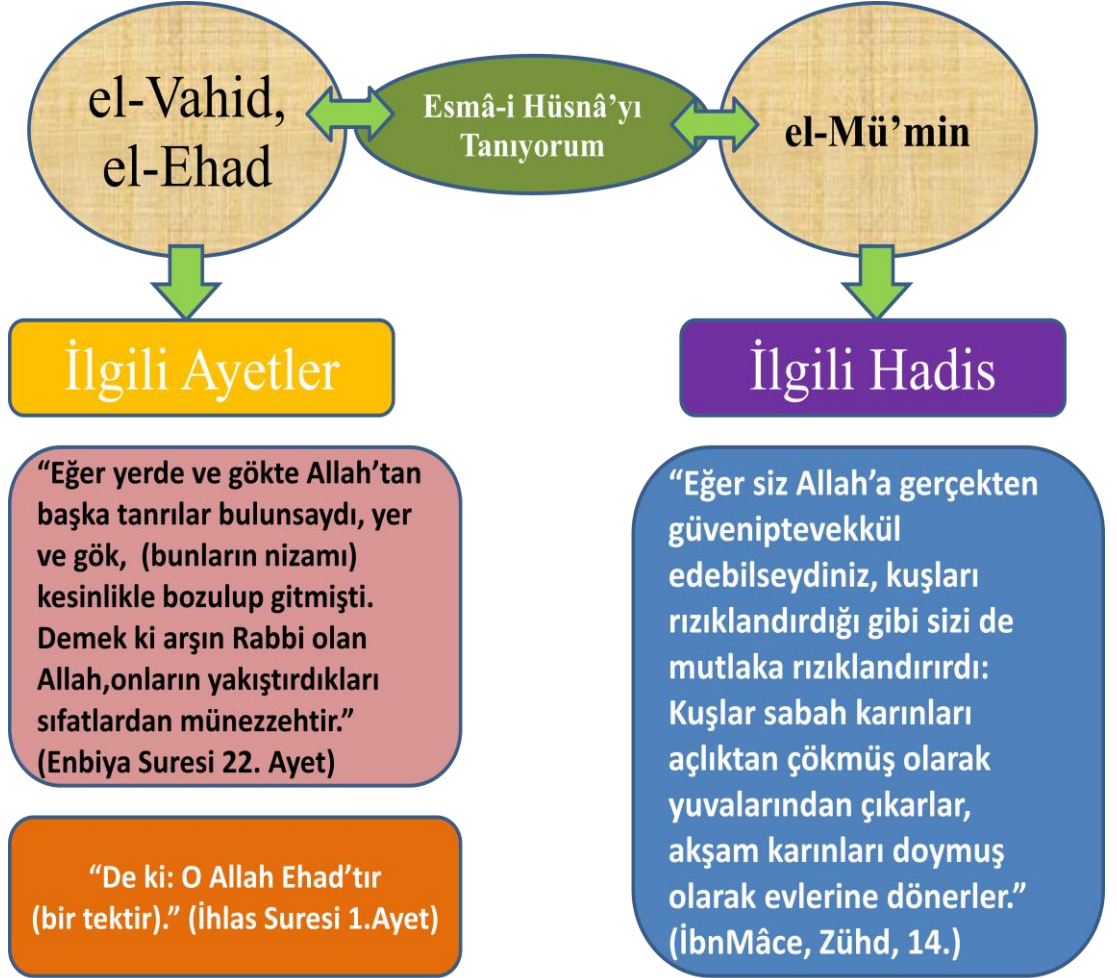 el-Vahid,
el-Ehad
Esmâ-i Hüsnâ’yı
Tanıyorum
el-Mü’min
İlgili Ayetler
“Eğer yerde ve gökte Allah’tan
başka tanrılar bulunsaydı, yer
ve gök, (bunların nizamı)
kesinlikle bozulup gitmişti.
Demek ki arşın Rabbi olan
Allah,onların yakıştırdıkları
sıfatlardan münezzehtir.”
(Enbiya Suresi 22. Ayet)
“De ki: O Allah Ehad’tır
(bir tektir).” (İhlas Suresi 1.Ayet)
İlgili Hadis
“Eğer siz Allah’a gerçekten
güveniptevekkül
edebilseydiniz, kuşları
rızıklandırdığı gibi sizi de
mutlaka rızıklandırırdı:
Kuşlar sabah karınları
açlıktan çökmüş olarak
yuvalarından çıkarlar,
akşam karınları doymuş
olarak evlerine dönerler.”
(İbnMâce, Zühd, 14.)